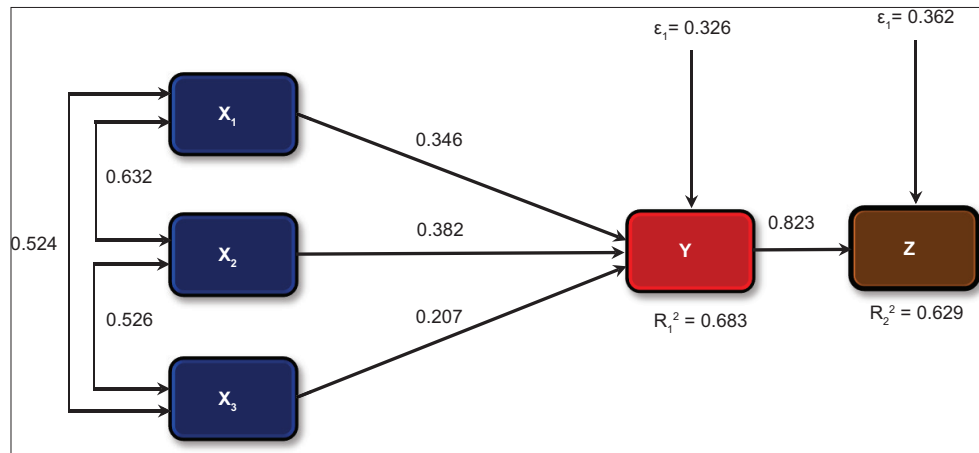 ε₁= 0.326
ε₁= 0.362
X₁
0.346
0.632
0.382
0.823
0.524
X₂
Y
Z
0.526
0.207
R₁² = 0.683
R₂² = 0.629
X₃